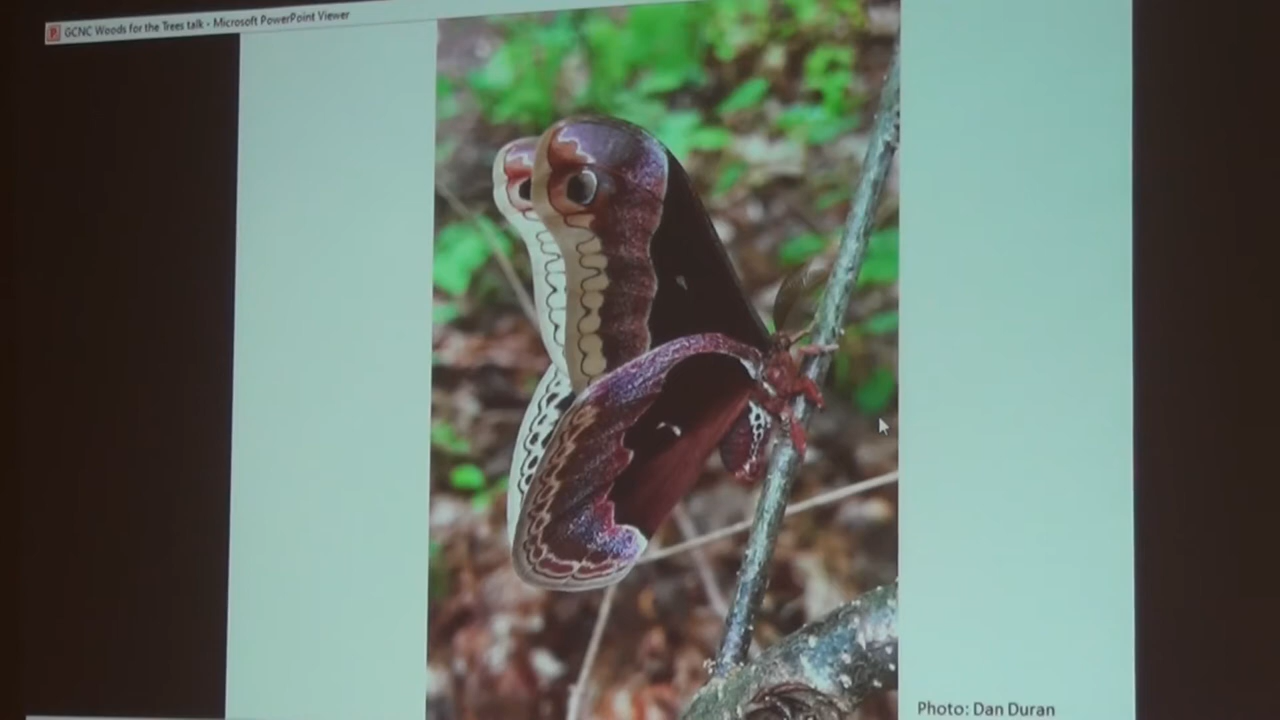 GCNC Woods for the Trees talk - Microsoft PowerPoint Viewer
Photo: Dan Duran